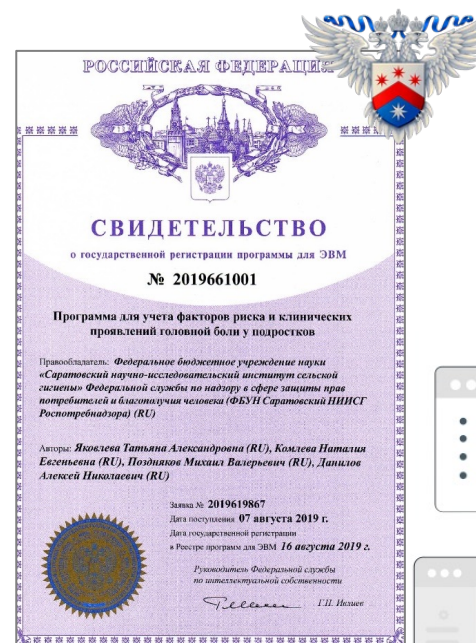 РОССИЙСКАЯ ФЕДЕРАЦИЯ
СВИДЕТЕЛЬСТВО
о государственной регистрации программы для ЭВМ
№ 2019661001
Программа для учета факторов риска и клинических
проявлений головной боли у подростков
Правообладатель: Федеральное бюджетное учреждение науки
«Саратовский научно-исследовательский институт сельской
гигиены» Федеральной службы по надзору в сфере защиты прав
потребителей и благополучия человека (ФБУН Саратовский НИИСГ
Роспотребнадзора) (RU)
Авторы: Яковлева Татьяна Александровна (RU), Комлева Наталия
Евгеньевна (RU), Поздняков Михаил Валерьевич (RU), Данилов
Алексей Николаевич (RU)
Заявка № 2019619867
Дата поступления 07 августа 2019 г.
Дата государственной регистрации
в Реестре программ для ЭВМ 16 августа 2019 г.
Руководитель Федеральной службы
по интеллектуальной собственности
Г.П. Ивлиев